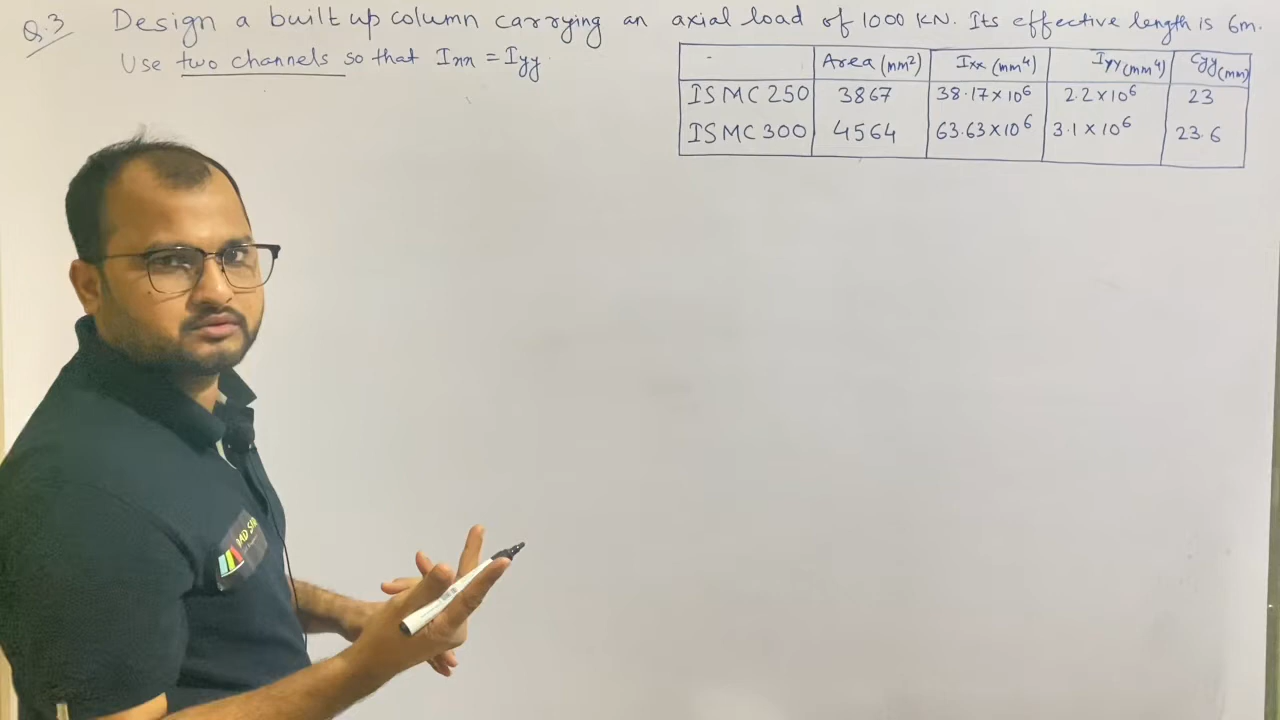 Q.3 Design a built up column carrying an axial load of 1000 KN. Its effective length is 6m.
Use two channels so that Ixx = Iyy
Area (mm²) Ixx (mm⁴) Iyy (mm⁴) Cyy (mm)
ISMC 250 3867 38.17×10⁶ 2.2×10⁶ 23
ISMC 300 4564 63.63×10⁶ 3.1×10⁶ 23.6